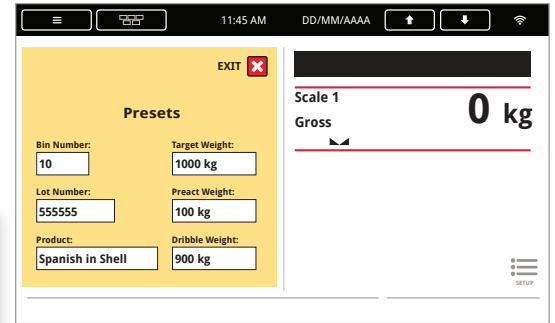 11:45 AM DD/MM/AAAA
EXIT
Presets
Bin Number: Target Weight:
10 1000 kg
Lot Number: Preact Weight:
555555 100 kg
Product: Dribble Weight:
Spanish in Shell 900 kg
Scale 1
Gross
0 kg
SETUP